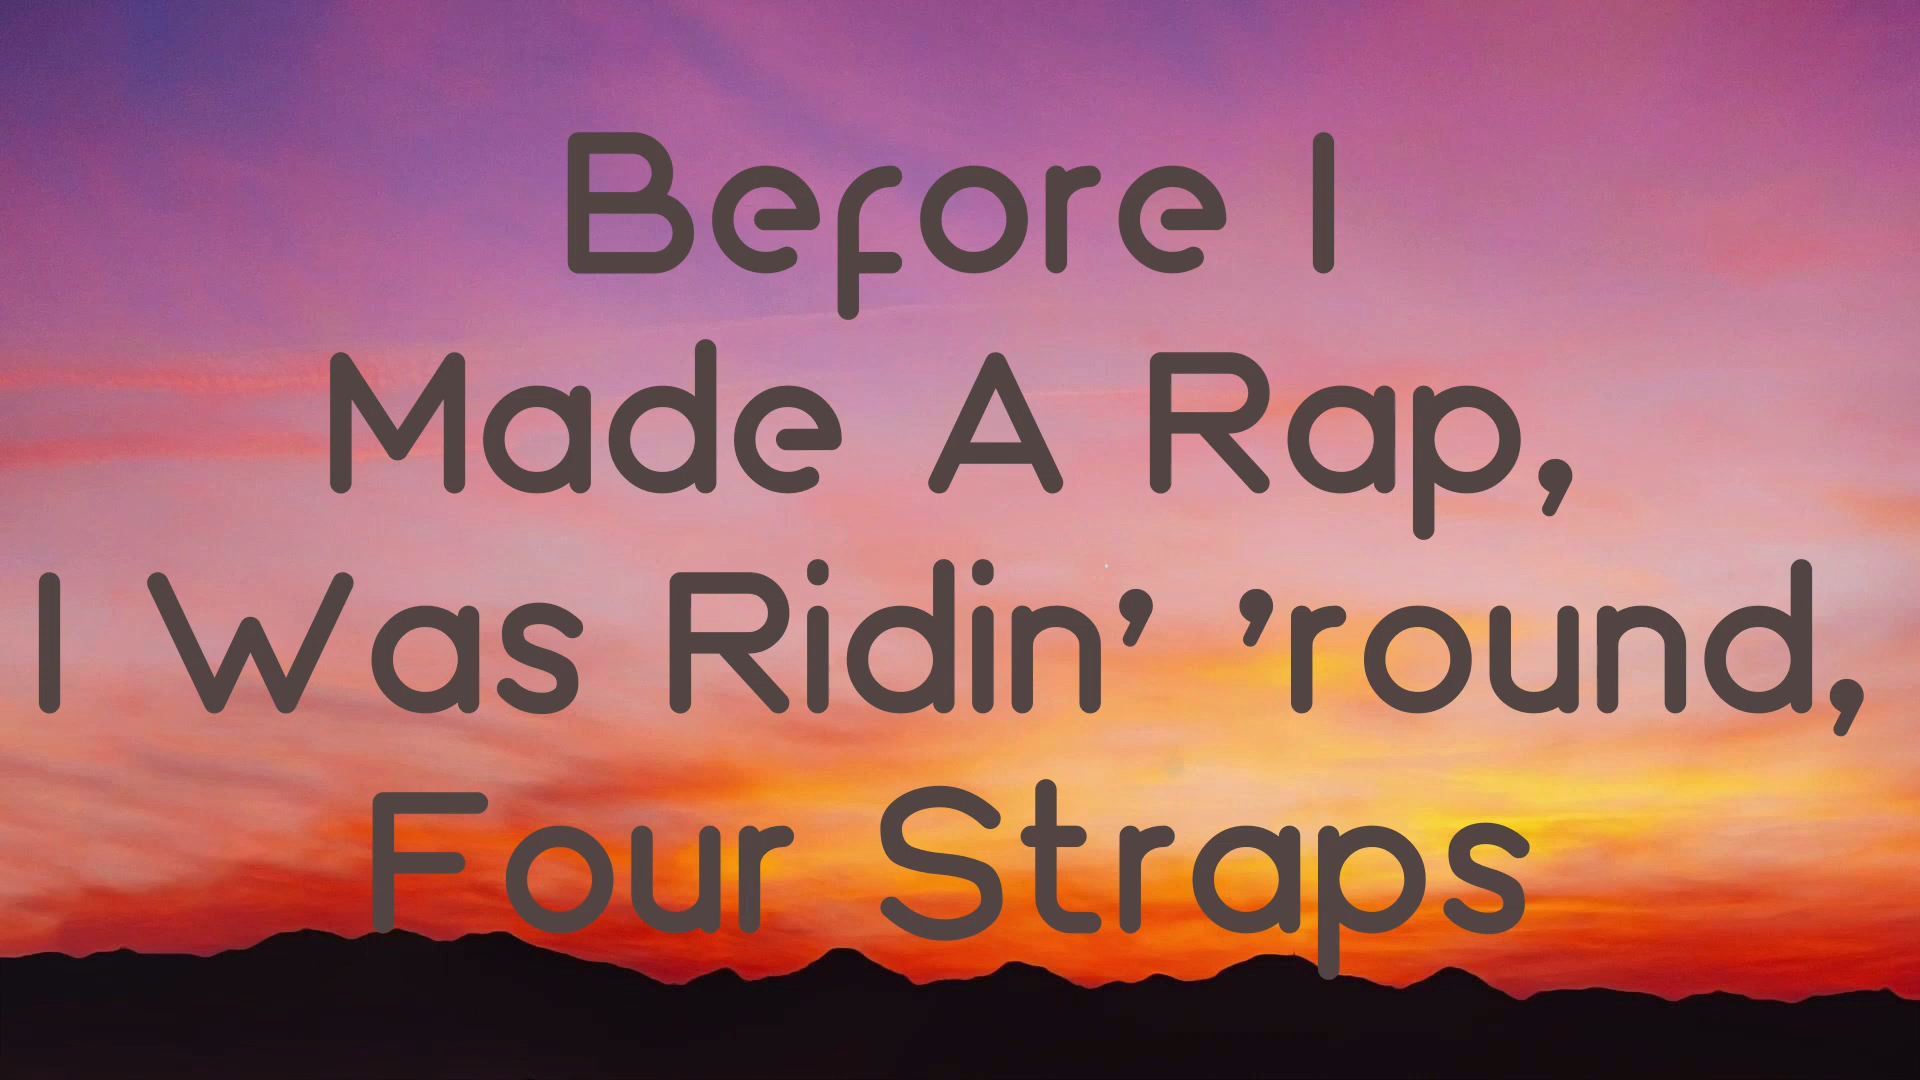 Before I
Made A Rap,
I Was Ridin’ ’round,
Four Straps